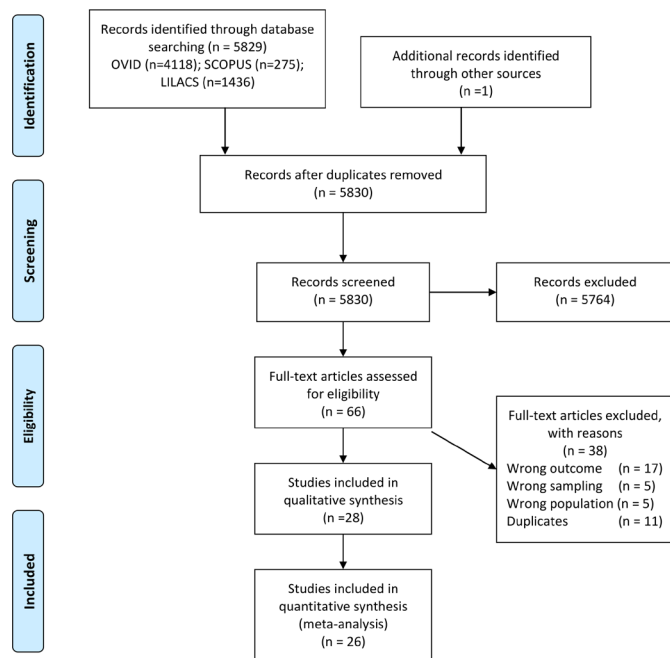 Identification
Records identified through database
searching (n = 5829)
OVID (n=4118); SCOPUS (n=275);
LILACS (n=1436)
Additional records identified
through other sources
(n =1)
Records after duplicates removed
(n = 5830)
Screening
Records screened
(n = 5830)
Records excluded
(n = 5764)
Eligibility
Full-text articles assessed
for eligibility
(n = 66)
Full-text articles excluded,
with reasons
(n = 38)
Wrong outcome (n = 17)
Wrong sampling (n = 5)
Wrong population (n = 5)
Duplicates (n = 11)
Studies included in
qualitative synthesis
(n =28)
Included
Studies included in
quantitative synthesis
(meta-analysis)
(n = 26)